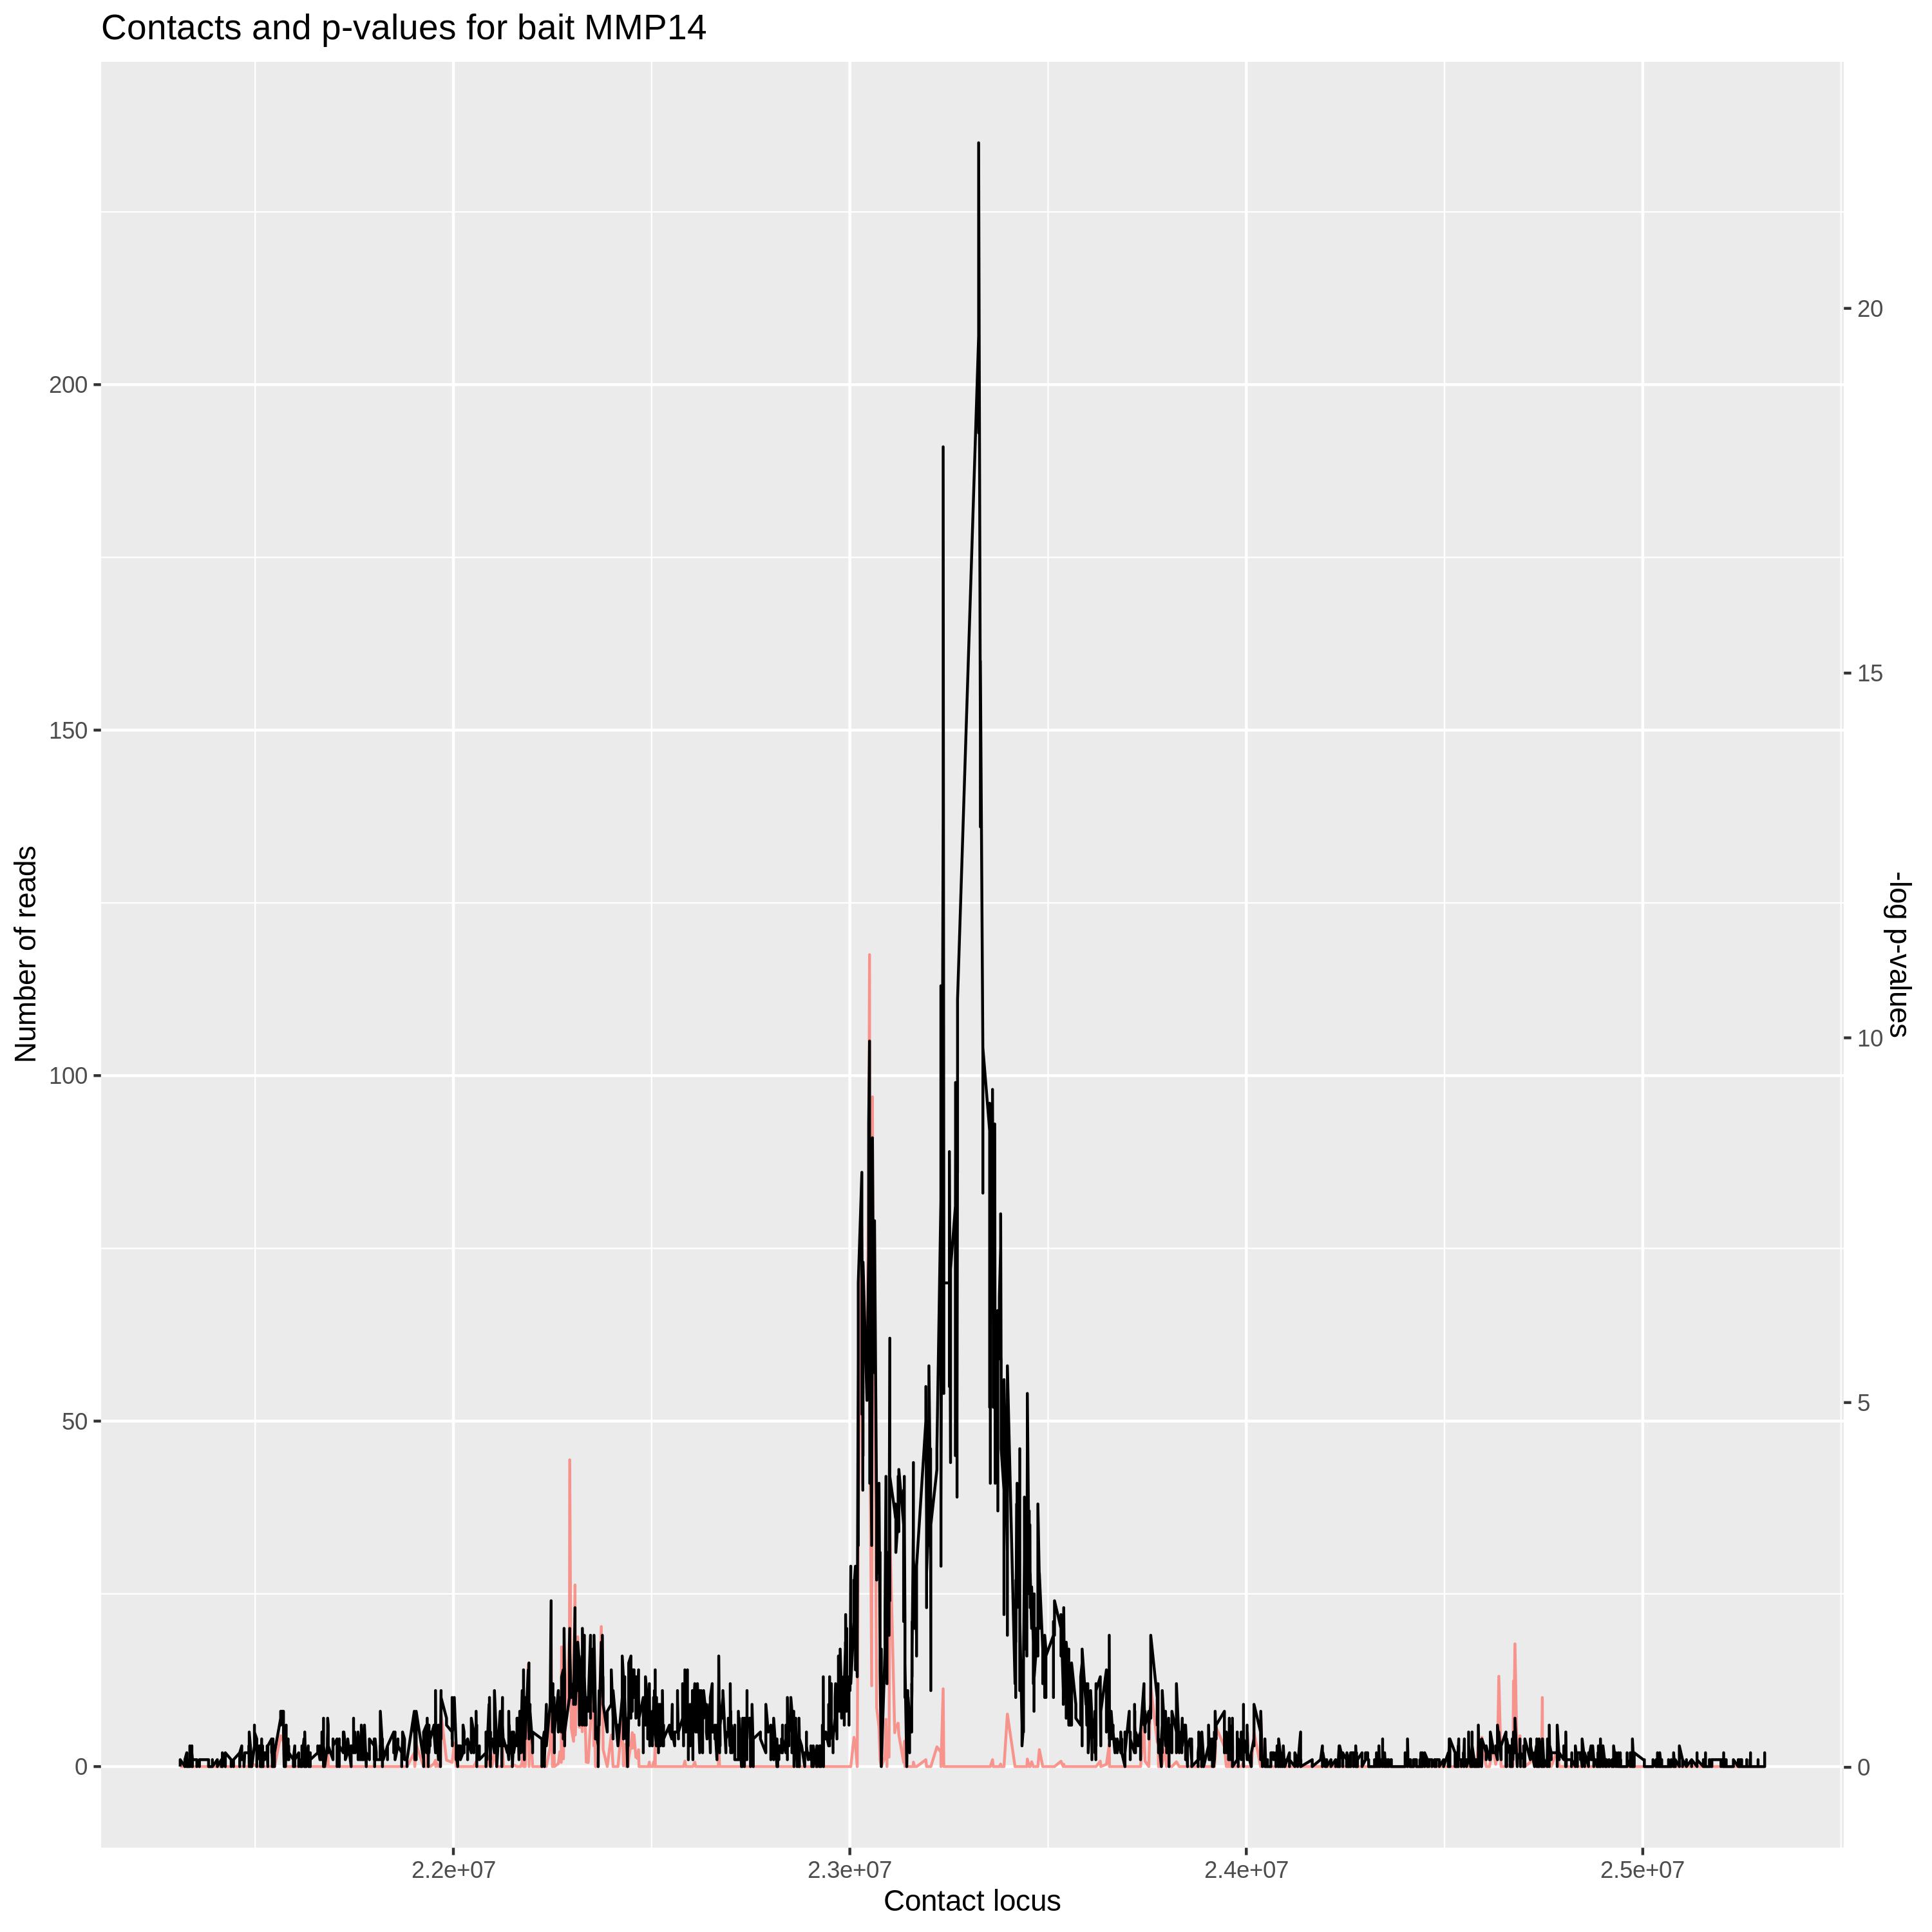 Contacts and p-values for bait MMP14
Number of reads
200
150
100
50
0
20
15
10
5
0
-log p-values
2.2e+07
2.3e+07
2.4e+07
2.5e+07
Contact locus